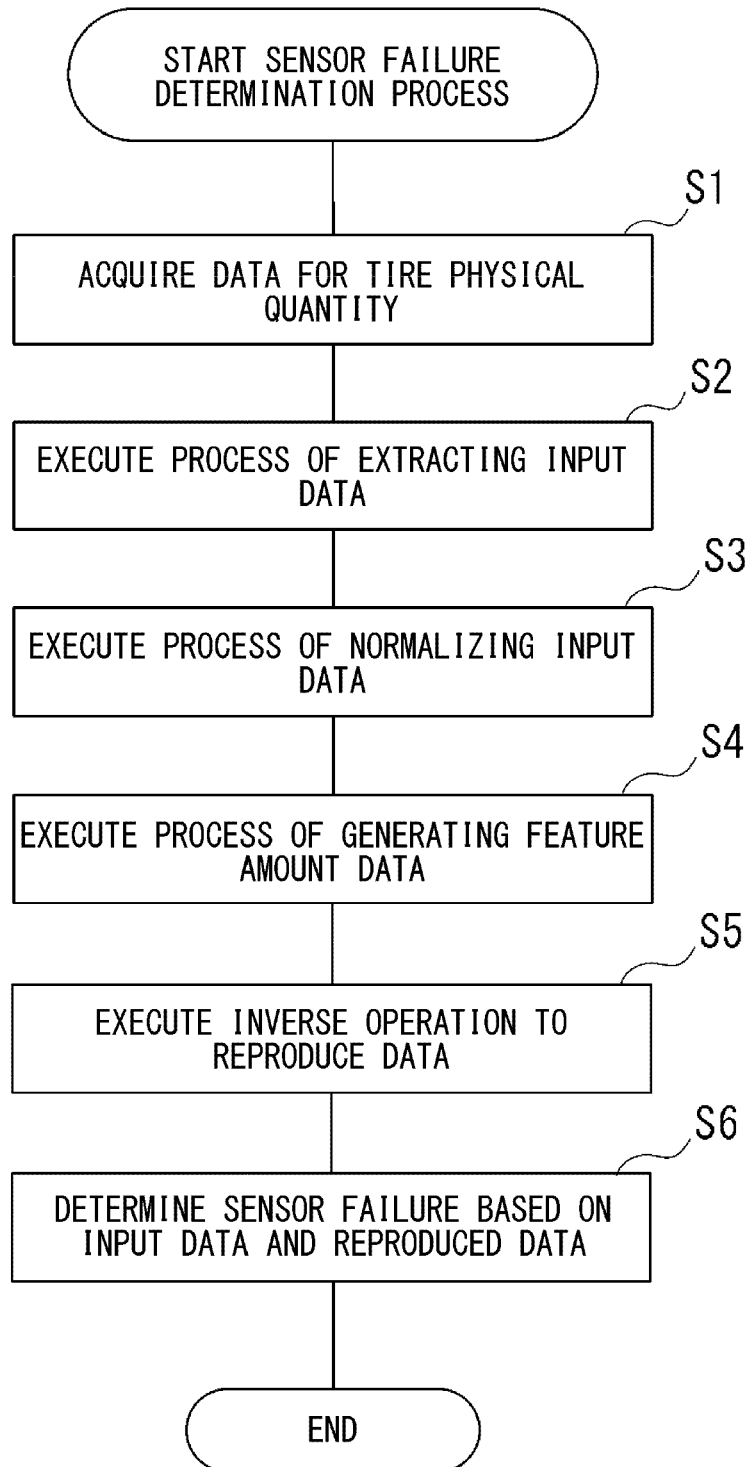 START SENSOR FAILURE
DETERMINATION PROCESS
S1
ACQUIRE DATA FOR TIRE PHYSICAL
QUANTITY
S2
EXECUTE PROCESS OF EXTRACTING INPUT
DATA
S3
EXECUTE PROCESS OF NORMALIZING INPUT
DATA
S4
EXECUTE PROCESS OF GENERATING FEATURE
AMOUNT DATA
S5
EXECUTE INVERSE OPERATION TO
REPRODUCE DATA
S6
DETERMINE SENSOR FAILURE BASED ON
INPUT DATA AND REPRODUCED DATA
END